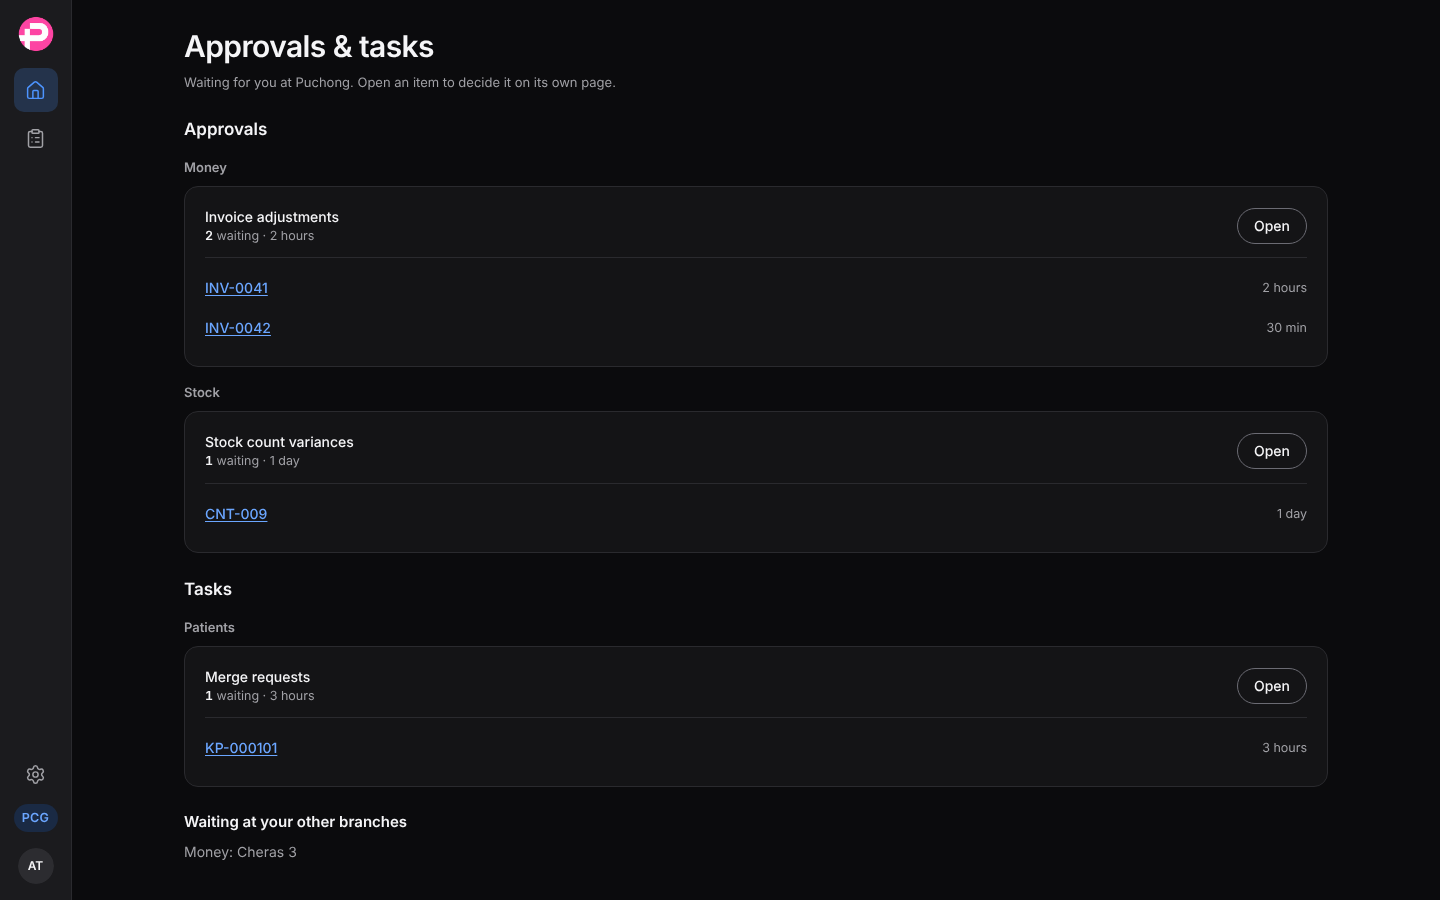 Approvals & tasks
Waiting for you at Puchong. Open an item to decide it on its own page.
Approvals
Money
Invoice adjustments
2 waiting · 2 hours
Open
INV-0041
2 hours
INV-0042
30 min
Stock
Stock count variances
1 waiting · 1 day
Open
CNT-009
1 day
Tasks
Patients
Merge requests
1 waiting · 3 hours
Open
KP-000101
3 hours
Waiting at your other branches
Money: Cheras 3
PCG
AT